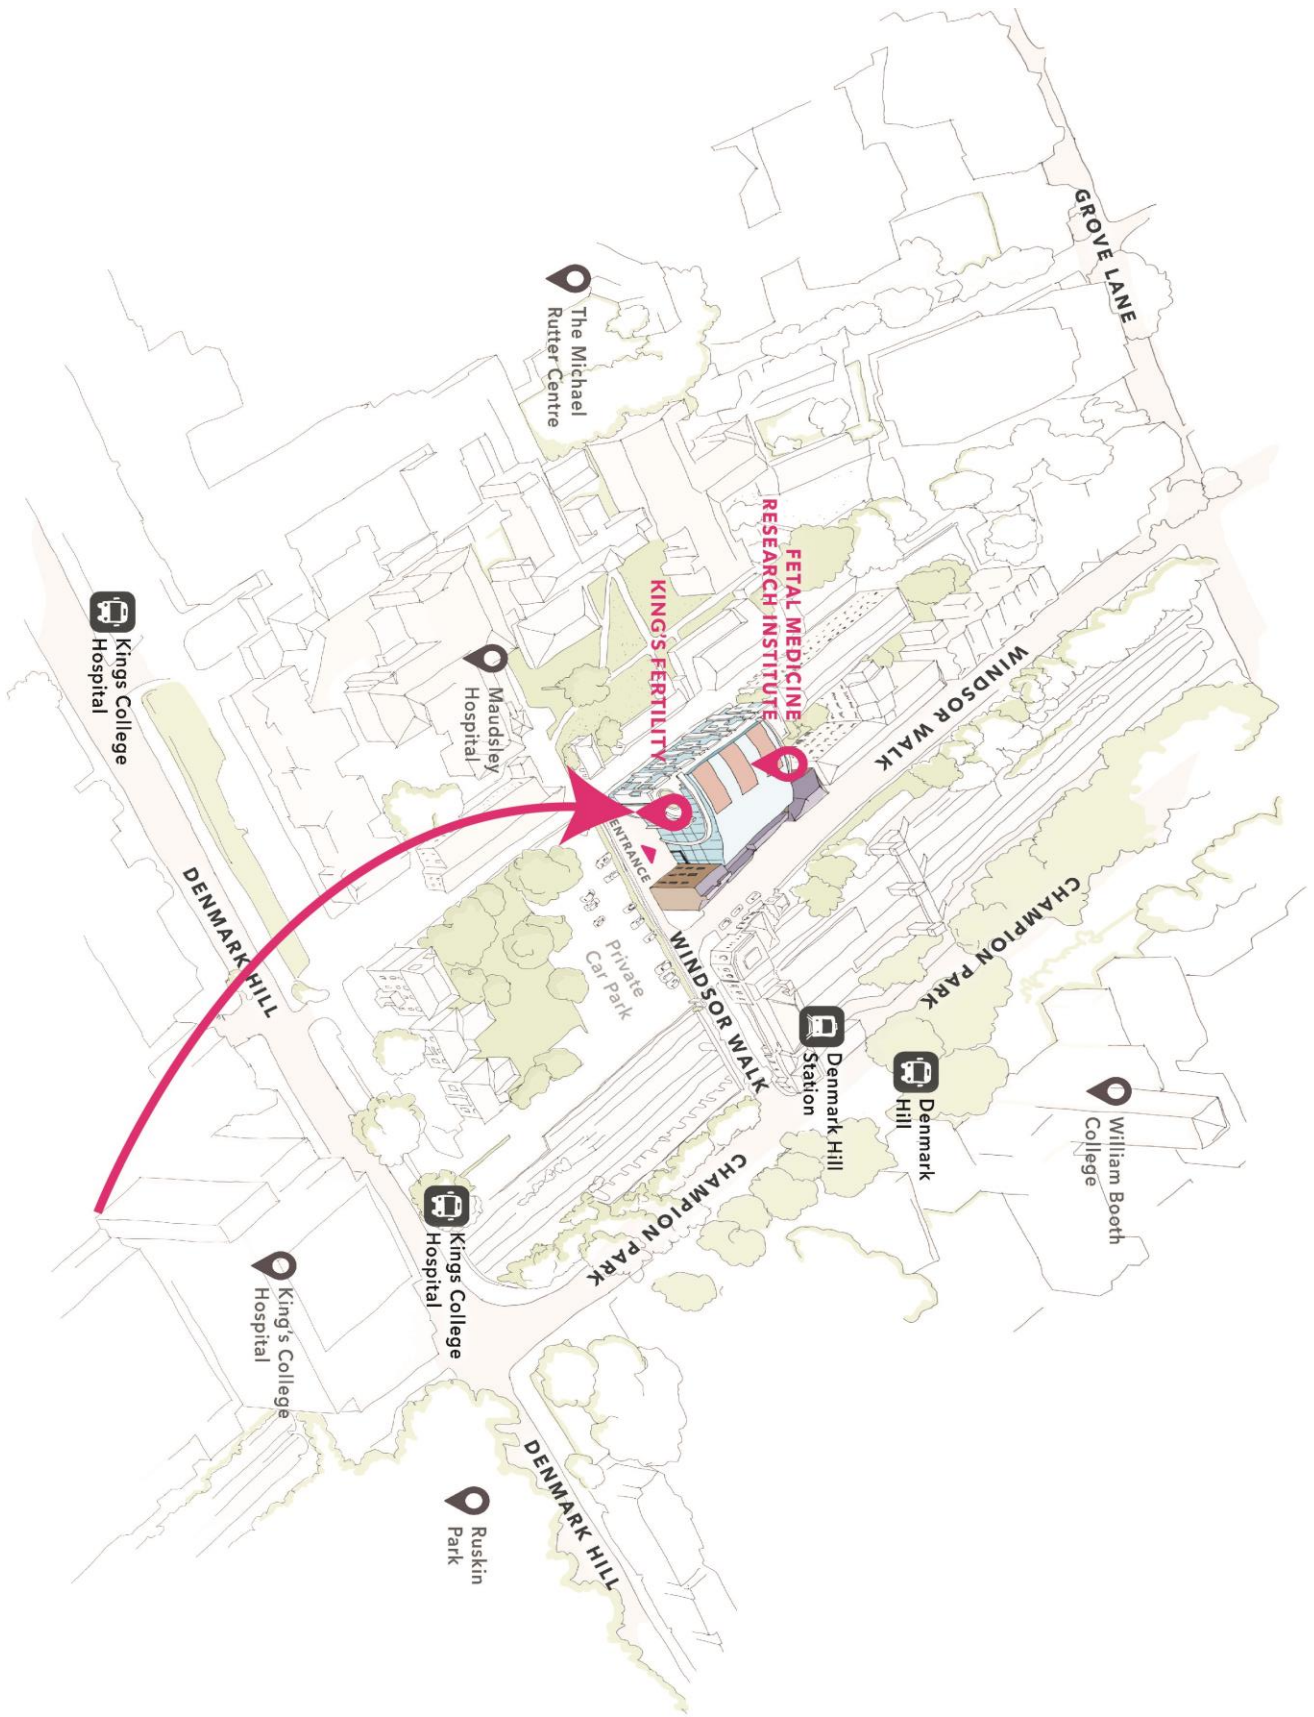 GROVE LANE
The Michael
Rutter Centre
FETAL MEDICINE
RESEARCH INSTITUTE
KING'S FERTILITY
WINDSOR WALK
Kings College
Hospital
Maudsley
Hospital
ENTRANCE
CHAMPION PARK
DENMARK HILL
Private
Car Park
WINDSOR WALK
Denmark Hill
Station
Denmark
Hill
William Booth
College
CHAMPION PARK
Kings College
Hospital
King's College
Hospital
DENMARK HILL
Ruskin
Park